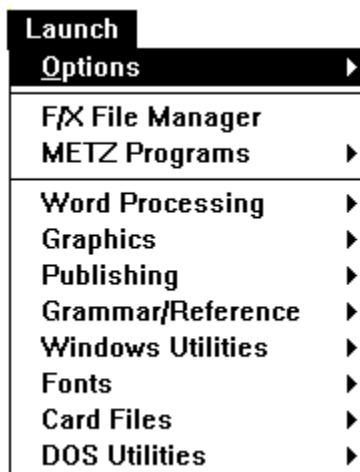 Launch
Options
F/X File Manager
METZ Programs
Word Processing
Graphics
Publishing
Grammar/Reference
Windows Utilities
Fonts
Card Files
DOS Utilities